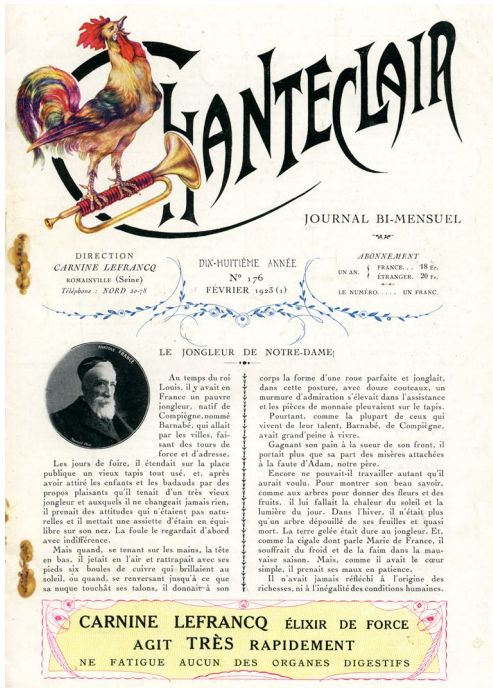 CHANTECLAIR
JOURNAL BI-MENSUEL
DIRECTION
CARNINE LEFRANCQ
ROMAINVILLE (Seine)
Téléphone : NORD 20-78
DIX-HUITIÈME ANNÉE
N° 176
FÉVRIER 1923 (1)
ABONNEMENT
UN AN. { FRANCE. . . 18 Fr.
ÉTRANGER. 20 Fr.
LE NUMÉRO. . . . . UN FRANC.
LE JONGLEUR DE NOTRE-DAME
ANATOLE FRANCE
Au temps du roi
Louis, il y avait en
France un pauvre
jongleur, natif de
Compiègne, nommé
Barnabé, qui allait
par les villes, fai-
sant des tours de
force et d'adresse.
Les jours de foire, il étendait sur la place
publique un vieux tapis tout usé, et, après
avoir attiré les enfants et les badauds par des
propos plaisants qu'il tenait d'un très vieux
jongleur et auxquels il ne changeait jamais rien,
il prenait des attitudes qui n'étaient pas natu-
relles et il mettait une assiette d'étain en équi-
libre sur son nez. La foule le regardait d'abord
avec indifférence.
Mais quand, se tenant sur les mains, la tête
en bas, il jetait en l'air et rattrapait avec ses
pieds six boules de cuivre qui brillaient au
soleil, ou quand, se renversant jusqu'à ce que
sa nuque touchât ses talons, il donnait à son
corps la forme d'une roue parfaite et jonglait,
dans cette posture, avec douze couteaux, un
murmure d'admiration s'élevait dans l'assistance
et les pièces de monnaie pleuvaient sur le tapis.
Pourtant, comme la plupart de ceux qui
vivent de leur talent, Barnabé, de Compiègne,
avait grand'peine à vivre.
Gagnant son pain à la sueur de son front, il
portait plus que sa part des misères attachées
à la faute d'Adam, notre père.
Encore ne pouvait-il travailler autant qu'il
aurait voulu. Pour montrer son beau savoir,
comme aux arbres pour donner des fleurs et des
fruits, il lui fallait la chaleur du soleil et la
lumière du jour. Dans l'hiver, il n'était plus
qu'un arbre dépouillé de ses feuilles et quasi
mort. La terre gelée était dure au jongleur. Et,
comme la cigale dont parle Marie de France, il
souffrait du froid et de la faim dans la mau-
vaise saison. Mais, comme il avait le cœur
simple, il prenait ses maux en patience.
Il n'avait jamais réfléchi à l'origine des
richesses, ni à l'inégalité des conditions humaines.
CARNINE LEFRANCQ ÉLIXIR DE FORCE
AGIT TRÈS RAPIDEMENT
NE FATIGUE AUCUN DES ORGANES DIGESTIFS